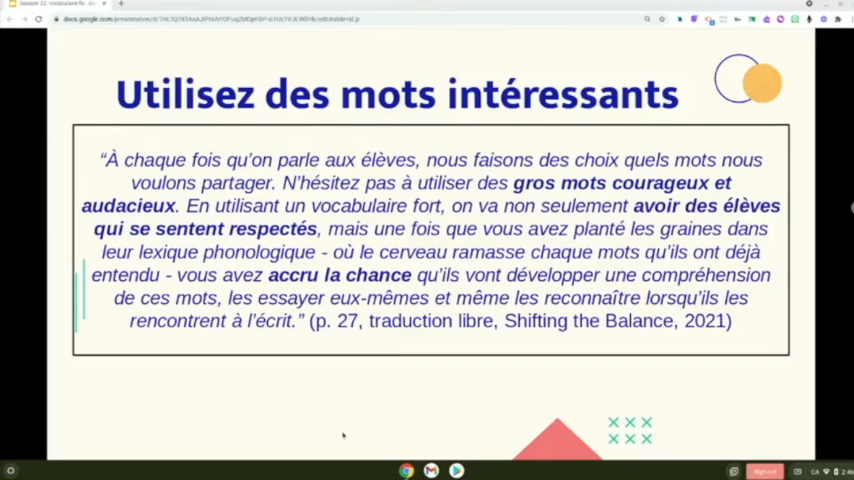 Utilisez des mots intéressants
“À chaque fois qu’on parle aux élèves, nous faisons des choix quels mots nous
voulons partager. N’hésitez pas à utiliser des gros mots courageux et
audacieux. En utilisant un vocabulaire fort, on va non seulement avoir des élèves
qui se sentent respectés, mais une fois que vous avez planté les graines dans
leur lexique phonologique - où le cerveau ramasse chaque mots qu’ils ont déjà
entendu - vous avez accru la chance qu’ils vont développer une compréhension
de ces mots, les essayer eux-mêmes et même les reconnaître lorsqu’ils les
rencontrent à l’écrit.” (p. 27, traduction libre, Shifting the Balance, 2021)
Sign out
CA 2:46